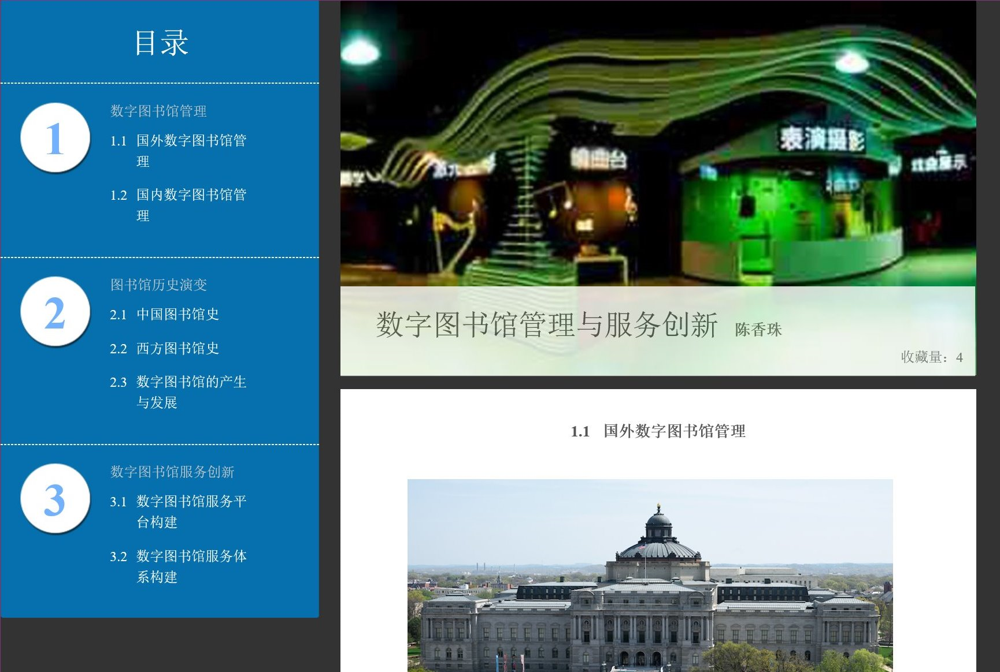 目录
1
数字图书馆管理
1.1 国外数字图书馆管
理
1.2 国内数字图书馆管
理
2
图书馆历史演变
2.1 中国图书馆史
2.2 西方图书馆史
2.3 数字图书馆的产生
与发展
3
数字图书馆服务创新
3.1 数字图书馆服务平
台构建
3.2 数字图书馆服务体
系构建
表演摄影
编曲台
戏曲展示
数字图书馆管理与服务创新 陈香珠
收藏量：4
1.1 国外数字图书馆管理